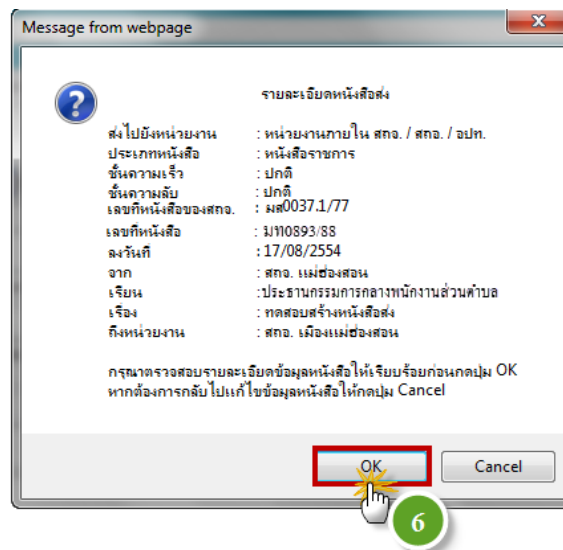 Message from webpage
รายละเอียดหนังสือส่ง
ส่งไปยังหน่วยงาน : หน่วยงานภายใน สถจ. / สถอ. / อปท.
ประเภทหนังสือ : หนังสือราชการ
ชั้นความเร็ว : ปกติ
ชั้นความลับ : ปกติ
เลขที่หนังสือของสถจ. : มส0037.1/77
เลขที่หนังสือ : มท0893/88
ลงวันที่ : 17/08/2554
จาก : สถจ. แม่ฮ่องสอน
เรียน :ประธานกรรมการกลางพนักงานส่วนตำบล
เรื่อง : ทดสอบสร้างหนังสือส่ง
ถึงหน่วยงาน : สถอ. เมืองแม่ฮ่องสอน
กรุณาตรวจสอบรายละเอียดข้อมูลหนังสือให้เรียบร้อยก่อนกดปุ่ม OK
หากต้องการกลับไปแก้ไขข้อมูลหนังสือให้กดปุ่ม Cancel
OK Cancel
6